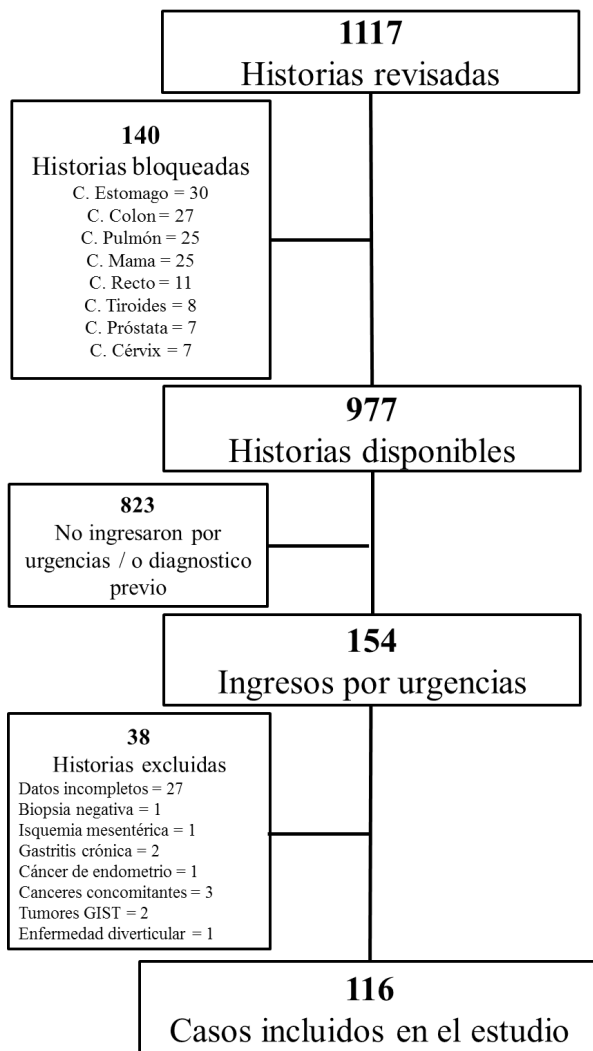 1117
Historias revisadas
140
Historias bloqueadas
C. Estomago = 30
C. Colon = 27
C. Pulmón = 25
C. Mama = 25
C. Recto = 11
C. Tiroides = 8
C. Próstata = 7
C. Cérvix = 7
977
Historias disponibles
823
No ingresaron por
urgencias / o diagnostico
previo
154
Ingresos por urgencias
38
Historias excluidas
Datos incompletos = 27
Biopsia negativa = 1
Isquemia mesentérica = 1
Gastritis crónica = 2
Cáncer de endometrio = 1
Canceres concomitantes = 3
Tumores GIST = 2
Enfermedad diverticular = 1
116
Casos incluidos en el estudio